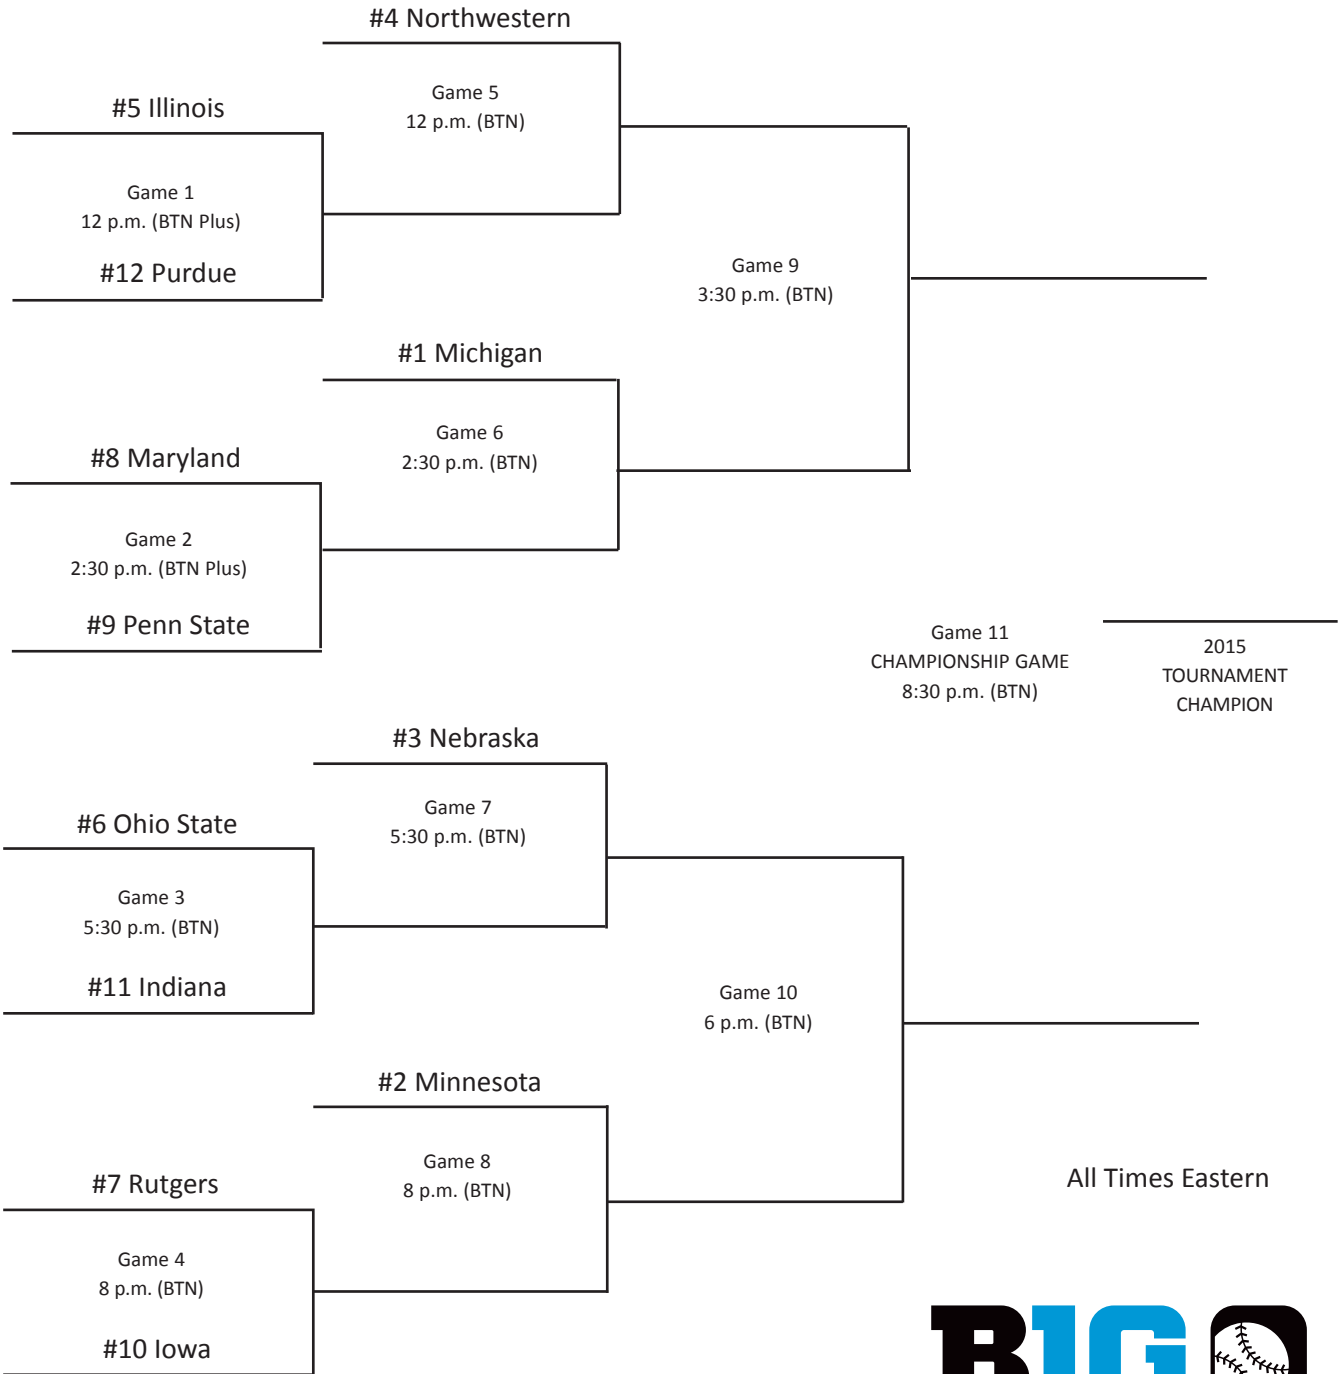 #4 Northwestern
Game 5
12 p.m. (BTN)
#5 Illinois
Game 1
12 p.m. (BTN Plus)
#12 Purdue
Game 9
3:30 p.m. (BTN)
#1 Michigan
Game 6
2:30 p.m. (BTN)
#8 Maryland
Game 2
2:30 p.m. (BTN Plus)
#9 Penn State
Game 11
CHAMPIONSHIP GAME
8:30 p.m. (BTN)
2015
TOURNAMENT
CHAMPION
#3 Nebraska
Game 7
5:30 p.m. (BTN)
#6 Ohio State
Game 3
5:30 p.m. (BTN)
#11 Indiana
Game 10
6 p.m. (BTN)
#2 Minnesota
Game 8
8 p.m. (BTN)
#7 Rutgers
Game 4
8 p.m. (BTN)
#10 Iowa
All Times Eastern
B1G